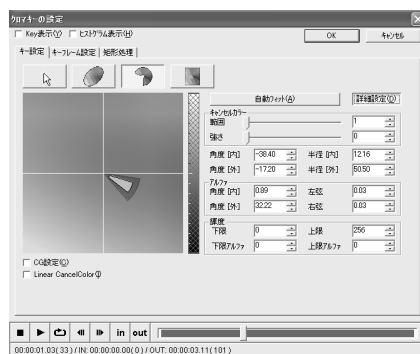 クロマキーの設定
Key表示(Y) ヒストグラム表示(H)
OK キャンセル
キー設定 キーフレーム設定 矩形処理
自動フィット(A) 詳細設定(D)
キャンセルカラー
範囲 1
強さ 0
角度 [内] -38.40 半径 [内] 12.16
角度 [外] -17.20 半径 [外] 50.50
アルファ
角度 [内] 0.89 左弦 0.03
角度 [外] 32.22 右弦 0.03
輝度
下限 0 上限 256
下限アルファ 0 上限アルファ 0
CG設定(C)
Linear CancelColor
in out
00:00:01.03( 33 ) / IN: 00:00:00.00( 0 ) / OUT: 00:00:03.11( 101 )